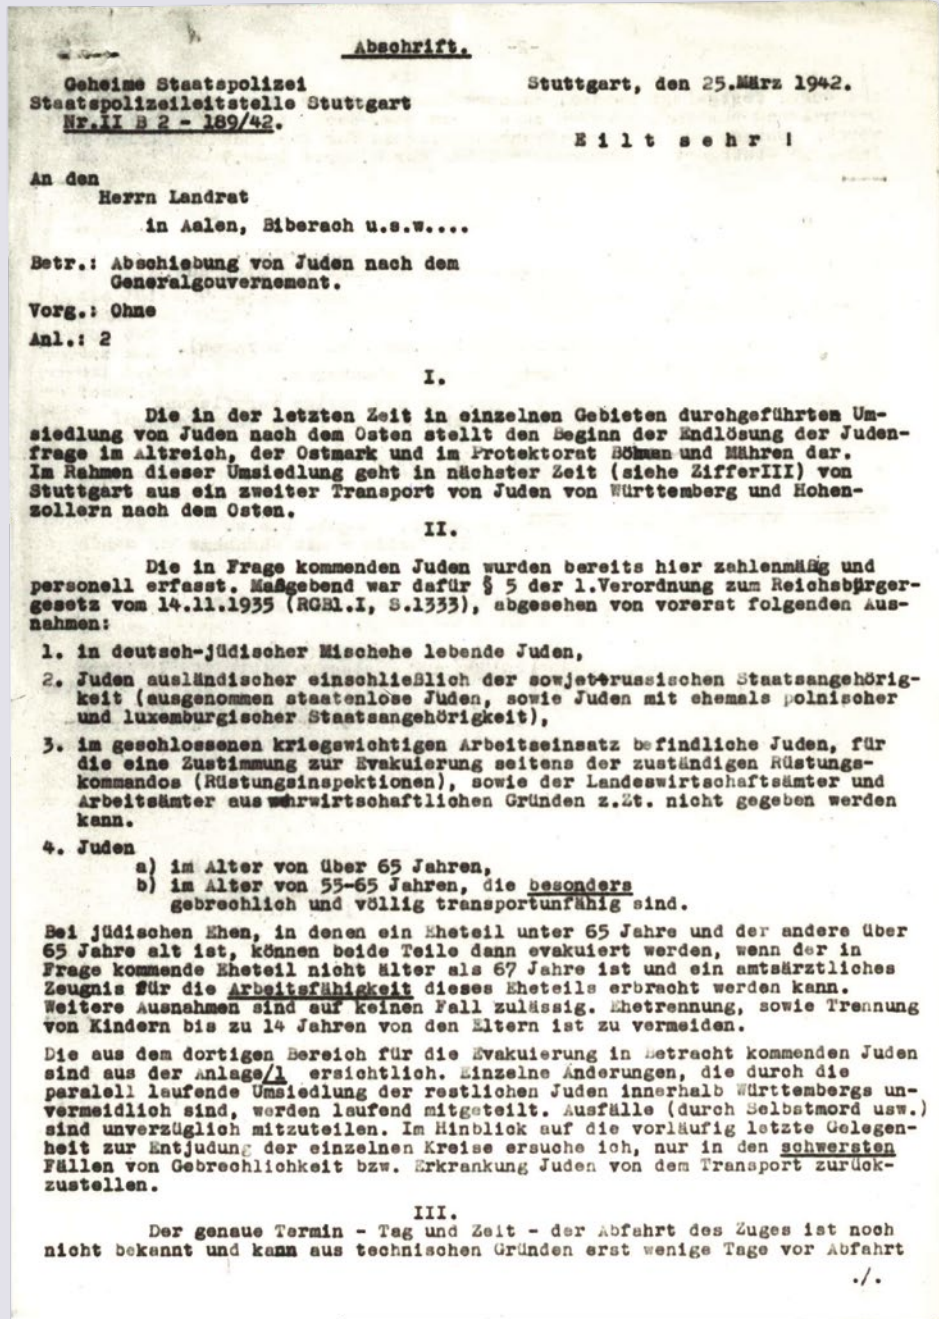 Abschrift.
Geheime Staatspolizei
Stuttgart, den 25.März 1942.
Staatspolizeileitstelle Stuttgart
Nr.II B 2 - 189/42.
E i l t s e h r !
An den
Herrn Landrat
in Aalen, Biberach u.s.w....
Betr.: Abschiebung von Juden nach dem
Generalgouvernement.
Vorg.: Ohne
Anl.: 2
I.
Die in der letzten Zeit in einzelnen Gebieten durchgeführten Um-
siedlung von Juden nach dem Osten stellt den Beginn der Endlösung der Juden-
frage im Altreich, der Ostmark und im Protektorat Böhmen und Mähren dar.
Im Rahmen dieser Umsiedlung geht in nächster Zeit (siehe ZifferIII) von
Stuttgart aus ein zweiter Transport von Juden von Württemberg und Hohen-
zollern nach dem Osten.
II.
Die in Frage kommenden Juden wurden bereits hier zahlenmäßig und
personell erfasst. Maßgebend war dafür § 5 der 1.Verordnung zum Reichsbürger-
gesetz vom 14.11.1935 (RGBl.I, S.1333), abgesehen von vorerst folgenden Aus-
nahmen:
1. in deutsch-jüdischer Mischehe lebende Juden,
2. Juden ausländischer einschließlich der sowjetrussischen Staatsangehörig-
keit (ausgenommen staatenlose Juden, sowie Juden mit ehemals polnischer
und luxemburgischer Staatsangehörigkeit),
3. im geschlossenen kriegswichtigen Arbeitseinsatz befindliche Juden, für
die eine Zustimmung zur Evakuierung seitens der zuständigen Rüstungs-
kommandos (Rüstungsinspektionen), sowie der Landeswirtschaftsämter und
Arbeitsämter aus wehrwirtschaftlichen Gründen z.Zt. nicht gegeben werden
kann.
4. Juden
a) im Alter von über 65 Jahren,
b) im Alter von 55-65 Jahren, die besonders
gebrechlich und völlig transportunfähig sind.
Bei jüdischen Ehen, in denen ein Eheteil unter 65 Jahre und der andere über
65 Jahre alt ist, können beide Teile dann evakuiert werden, wenn der in
Frage kommende Eheteil nicht älter als 67 Jahre ist und ein amtsärztliches
Zeugnis für die Arbeitsfähigkeit dieses Eheteils erbracht werden kann.
Weitere Ausnahmen sind auf keinen Fall zulässig. Ehetrennung, sowie Trennung
von Kindern bis zu 14 Jahren von den Eltern ist zu vermeiden.
Die aus dem dortigen Bereich für die Evakuierung in Betracht kommenden Juden
sind aus der Anlage/1 ersichtlich. Einzelne Änderungen, die durch die
paralell laufende Umsiedlung der restlichen Juden innerhalb Württembergs un-
vermeidlich sind, werden laufend mitgeteilt. Ausfälle (durch Selbstmord usw.)
sind unverzüglich mitzuteilen. Im Hinblick auf die vorläufig letzte Gelegen-
heit zur Entjudung der einzelnen Kreise ersuche ich, nur in den schwersten
Fällen von Gebrechlichkeit bzw. Erkrankung Juden von dem Transport zurück-
zustellen.
III.
Der genaue Termin - Tag und Zeit - der Abfahrt des Zuges ist noch
nicht bekannt und kann aus technischen Gründen erst wenige Tage vor Abfahrt
./.